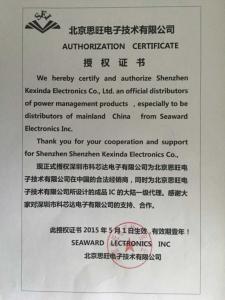 SEI
北京思旺电子技术有限公司
AUTHORIZATION CERTIFICATE
授 权 证 书
We hereby certify and authorize Shenzhen
Kexinda Electronics Co., Ltd. an official distributors
of power management products , especially to be
distributors of mainland China from Seaward
Electronics Inc.
Thank you for your cooperation and support
for Shenzhen Shenzhen Kexinda Electronics Co.,
现正式授权深圳市科芯达电子有限公司为北京思旺电
子技术有限公司在中国的合法经销商，同时为北京思旺电
子技术有限公司所设计的成品 IC 的大陆一级代理。感谢大
家对深圳市科芯达电子有限公司的支持、合作。
此授权证书 2015 年 5 月 1 日生效，有效期壹年！
SEAWARD LECTRONICS INC
北京思旺电子技术有限公司